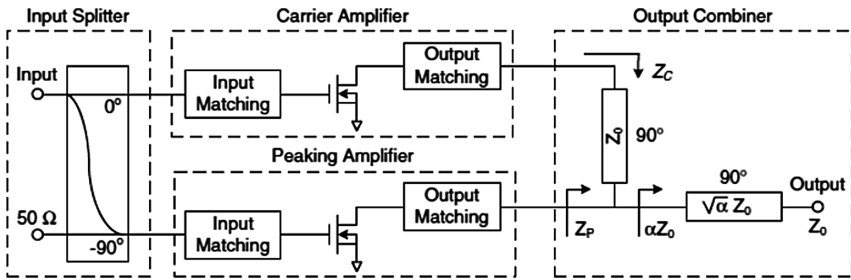 Input Splitter
Carrier Amplifier
Output Combiner
Input
0°
Input
Matching
Output
Matching
Z_C
Z_0
90°
Peaking Amplifier
50 Ω
-90°
Input
Matching
Output
Matching
Z_P
αZ_0
90°
√α Z_0
Output
Z_0